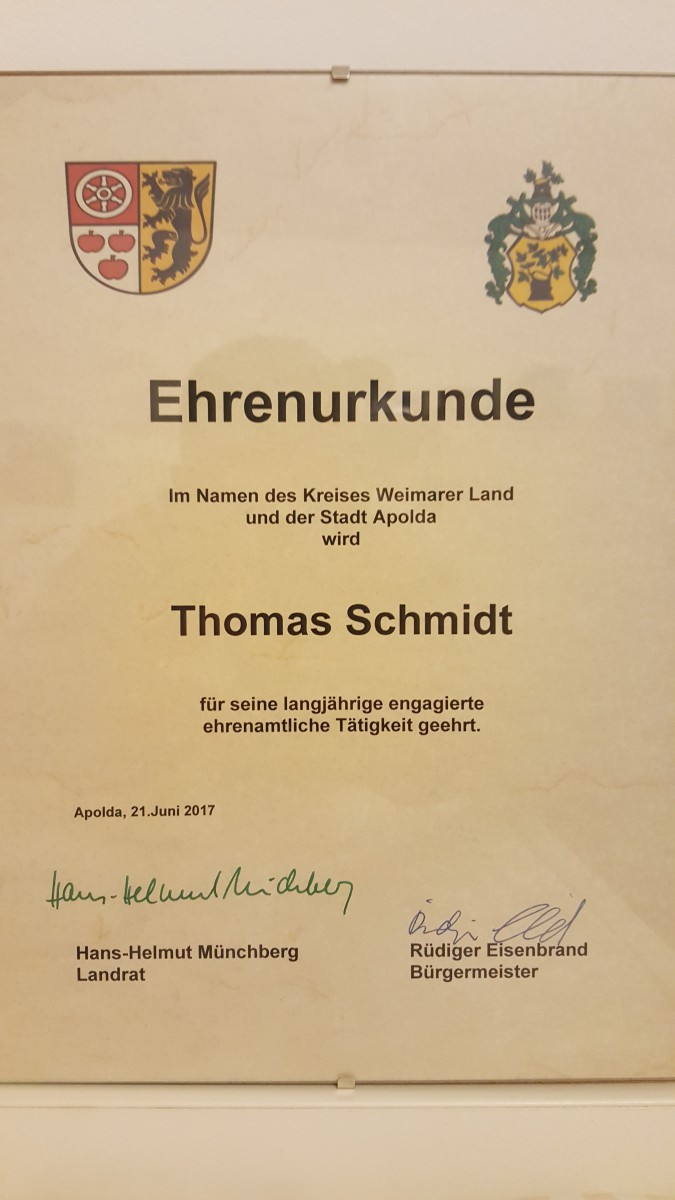 Ehrenurkunde
Im Namen des Kreises Weimarer Land
und der Stadt Apolda
wird
Thomas Schmidt
für seine langjährige engagierte
ehrenamtliche Tätigkeit geehrt.
Apolda, 21.Juni 2017
Hans-Helmut Münchberg
Hans-Helmut Münchberg
Landrat
Rüdiger Eisenbrand
Bürgermeister